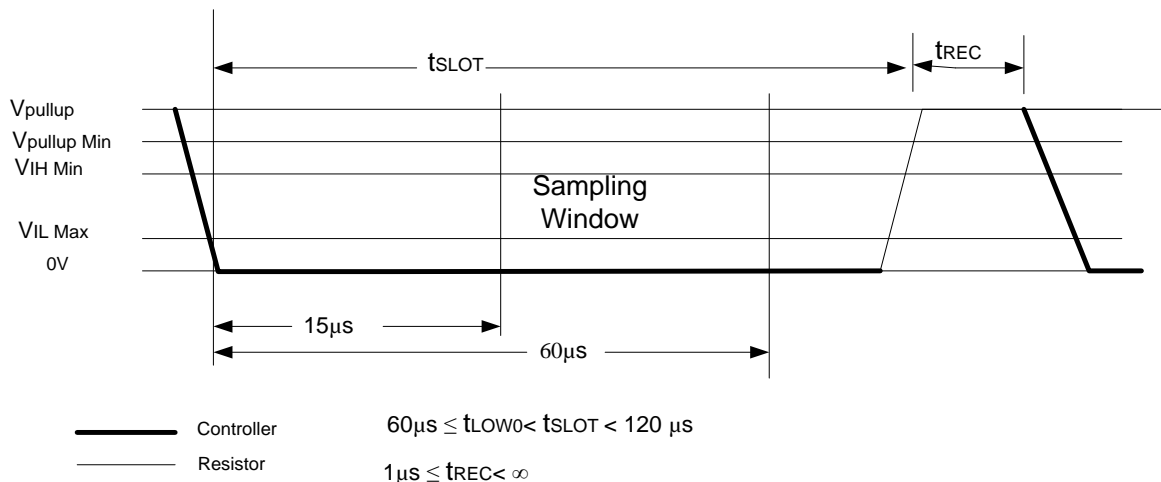 tSLOT
tREC
Vpullup
Vpullup Min
VIH Min
Sampling
Window
VIL Max
0V
15µs
60µs
Controller
60µs ≤ tLOW0< tSLOT < 120 µs
Resistor
1µs ≤ tREC< ∞